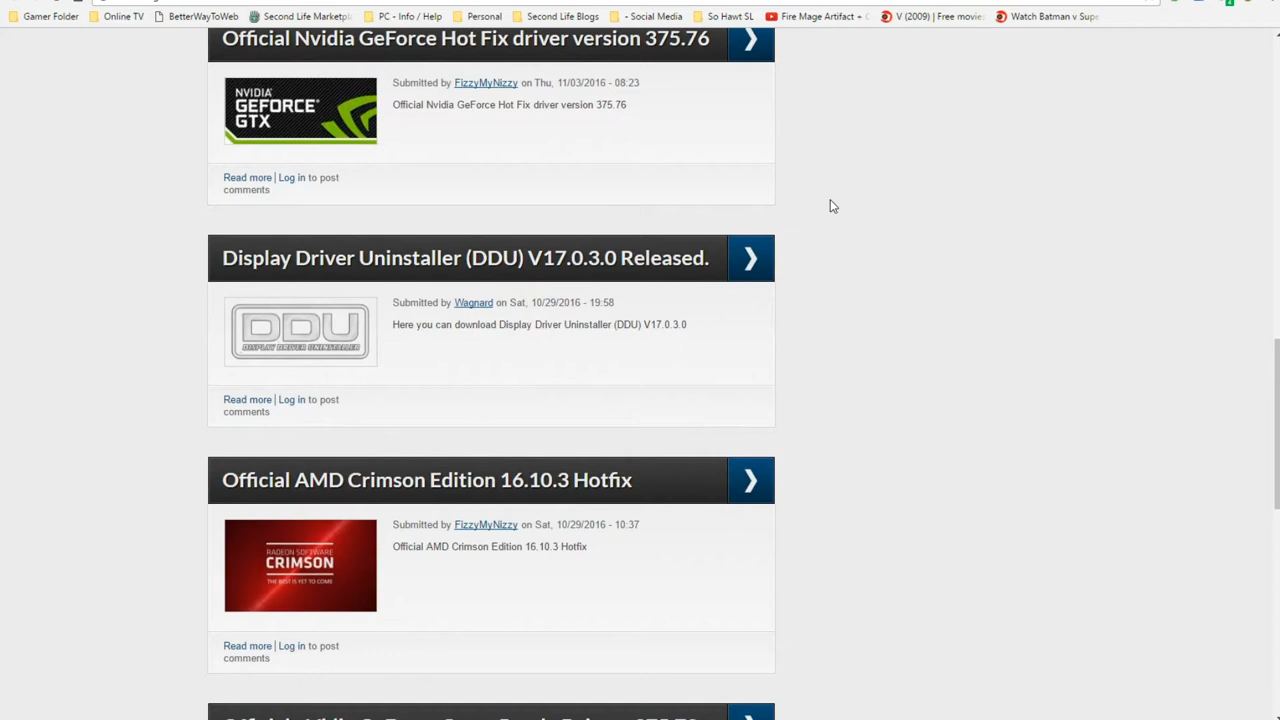 Gamer Folder Online TV BetterWayToWeb Second Life Marketpl PC - Info / Help Personal Second Life Blogs - Social Media So Hawt SL Fire Mage Artifact + C V (2009) | Free movies Watch Batman v Supe
Official Nvidia GeForce Hot Fix driver version 375.76
Submitted by FizzyMyNizzy on Thu, 11/03/2016 - 08:23
Official Nvidia GeForce Hot Fix driver version 375.76
NVIDIA
GEFORCE
GTX
Read more | Log in to post
comments
Display Driver Uninstaller (DDU) V17.0.3.0 Released.
Submitted by Wagnard on Sat, 10/29/2016 - 19:58
Here you can download Display Driver Uninstaller (DDU) V17.0.3.0
DDU
DISPLAY DRIVER UNINSTALLER
Read more | Log in to post
comments
Official AMD Crimson Edition 16.10.3 Hotfix
Submitted by FizzyMyNizzy on Sat, 10/29/2016 - 10:37
Official AMD Crimson Edition 16.10.3 Hotfix
RADEON SOFTWARE
CRIMSON
THE BEST IS YET TO COME
Read more | Log in to post
comments